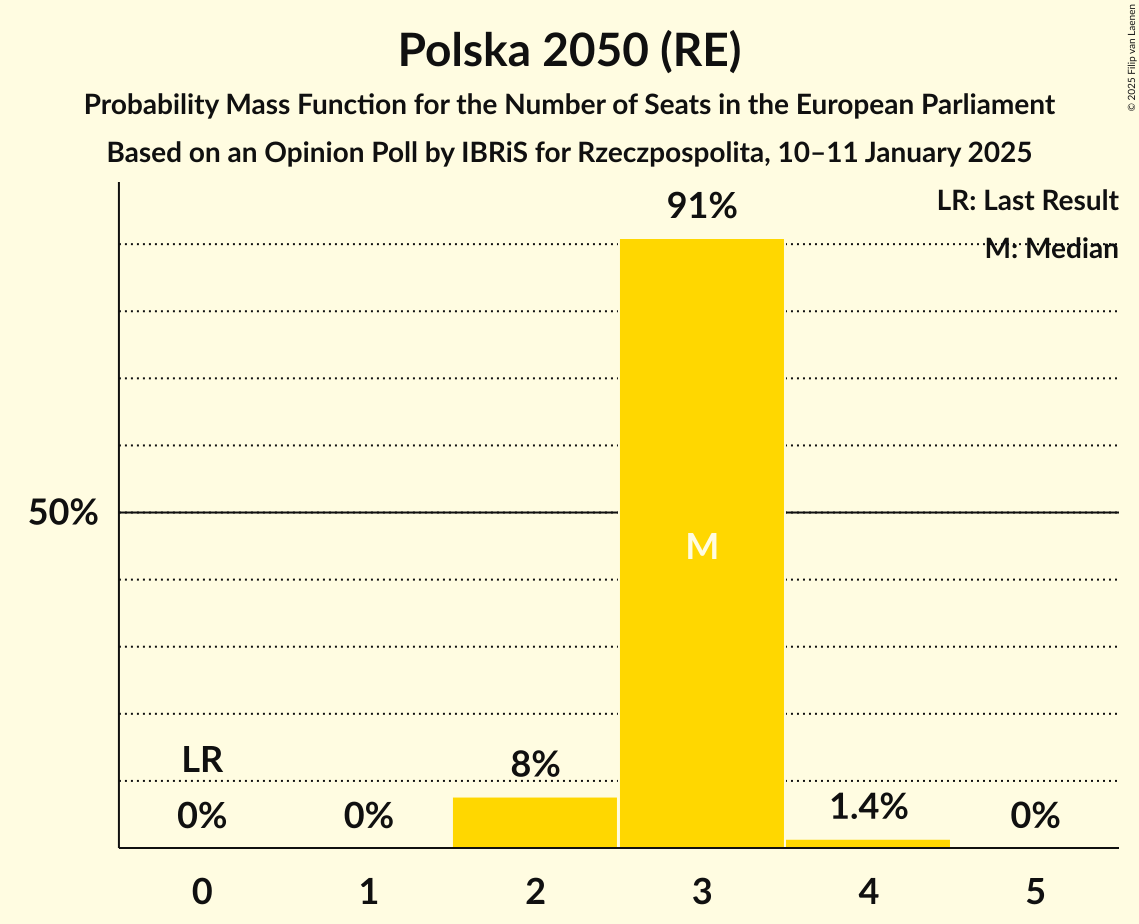 Polska 2050 (RE)
Probability Mass Function for the Number of Seats in the European Parliament
Based on an Opinion Poll by IBRiS for Rzeczpospolita, 10–11 January 2025
© 2025 Filip van Laenen
LR: Last Result
M: Median
91%
50%
M
LR
0%
0%
8%
1.4%
0%
0 1 2 3 4 5